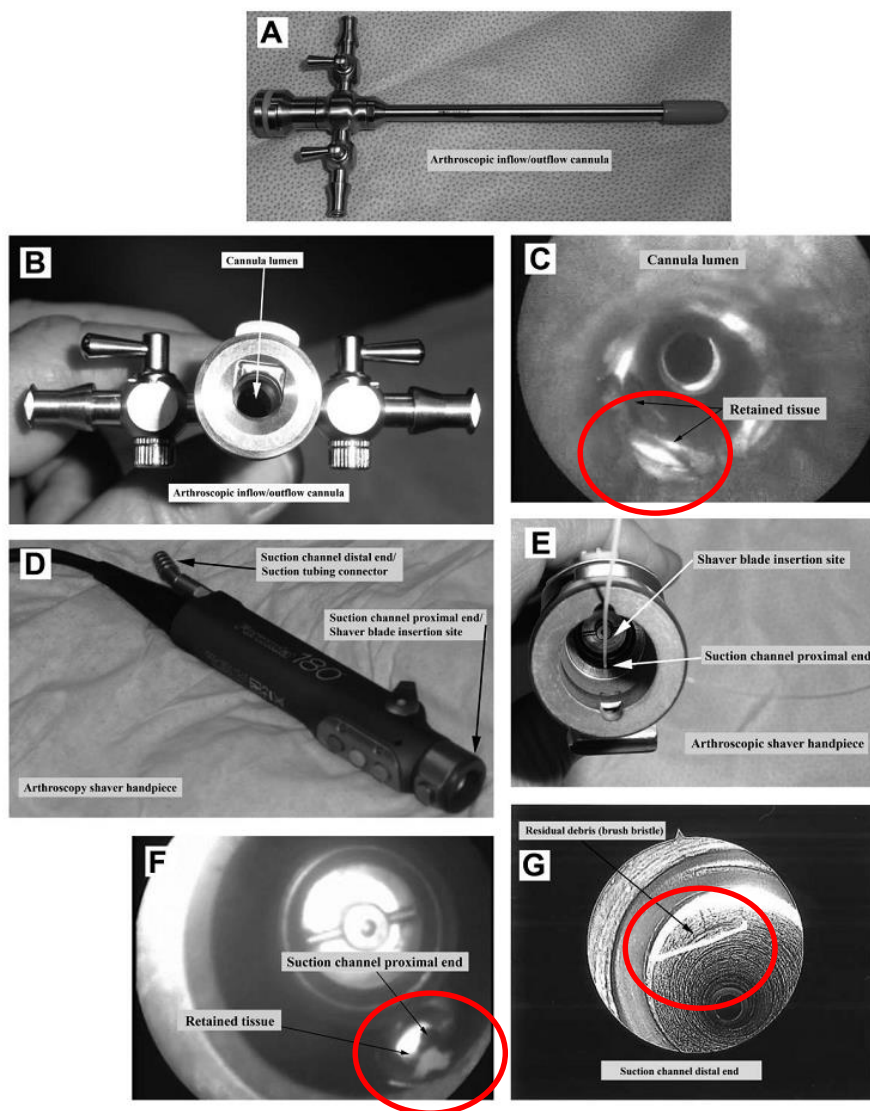 A
Arthroscopic inflow/outflow cannula
B
Cannula lumen
Arthroscopic inflow/outflow cannula
C
Cannula lumen
Retained tissue
D
Suction channel distal end/
Suction tubing connector
Suction channel proximal end/
Shaver blade insertion site
180
Arthroscopy shaver handpiece
E
Shaver blade insertion site
Suction channel proximal end
Arthroscopic shaver handpiece
F
Suction channel proximal end
Retained tissue
G
Residual debris (brush bristle)
Suction channel distal end